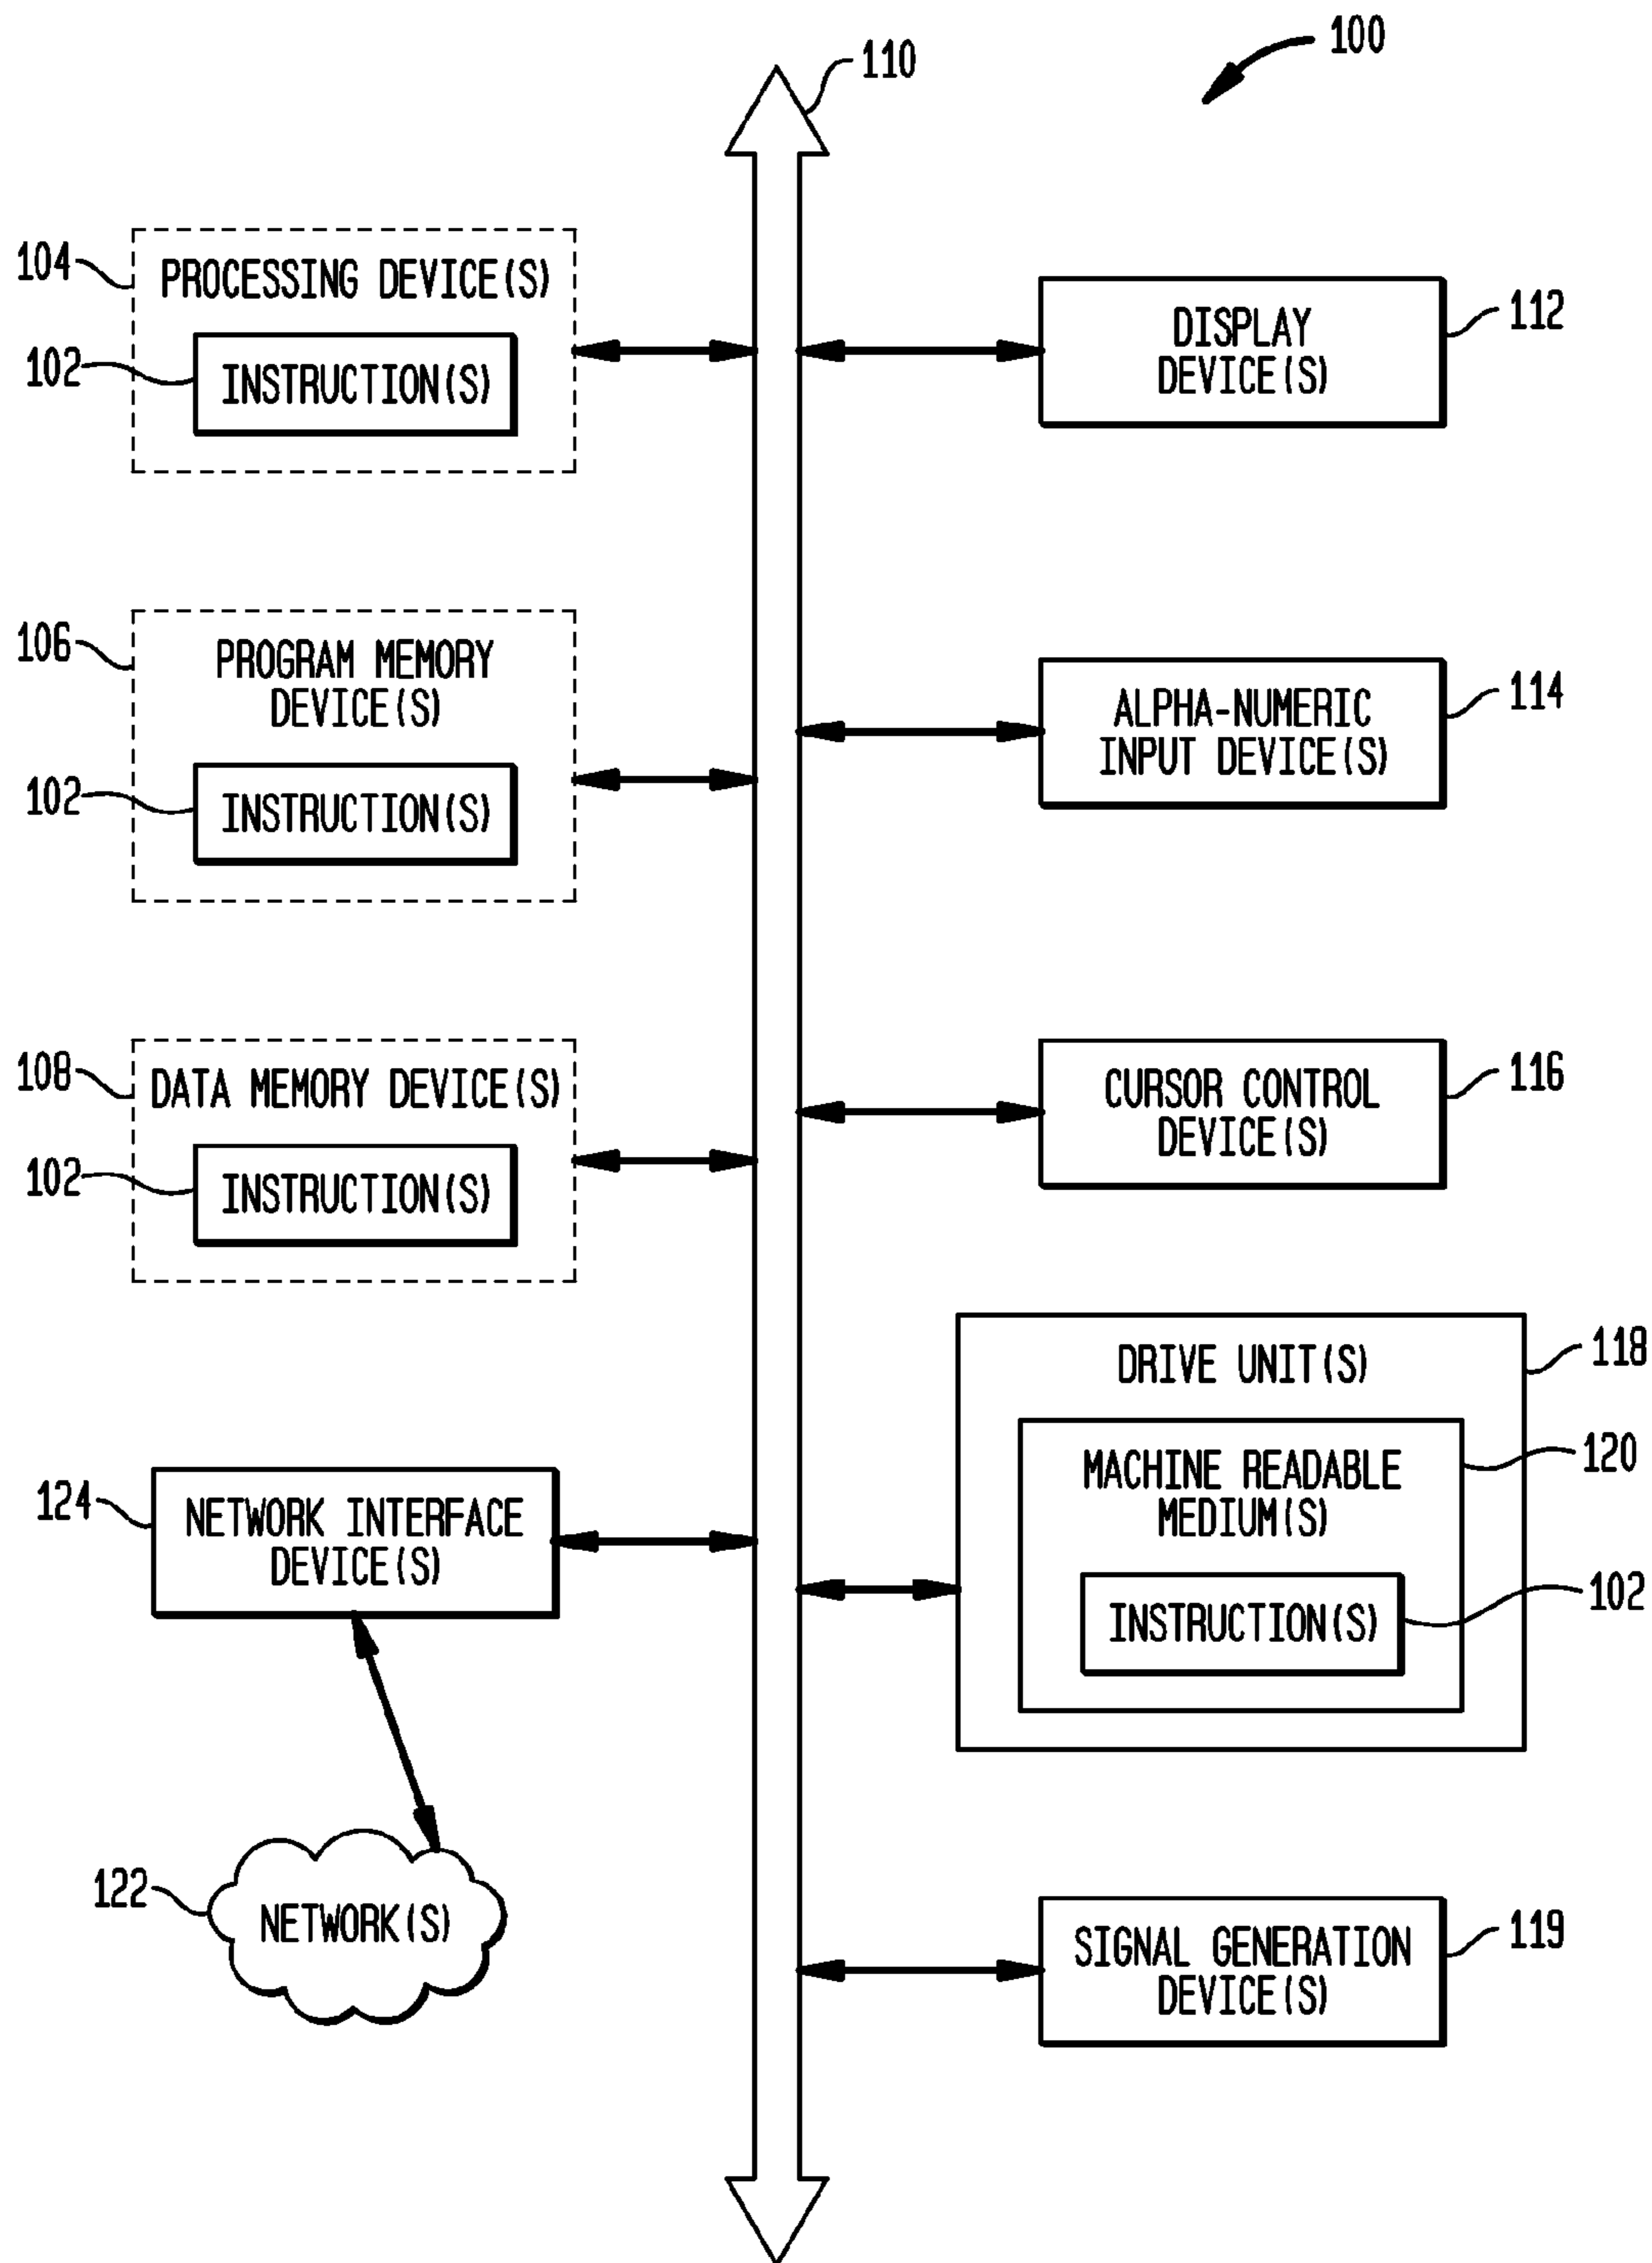 100
110
104
PROCESSING DEVICE(S)
102
INSTRUCTION(S)
112
DISPLAY
DEVICE(S)
106
PROGRAM MEMORY
DEVICE(S)
102
INSTRUCTION(S)
114
ALPHA-NUMERIC
INPUT DEVICE(S)
108
DATA MEMORY DEVICE(S)
102
INSTRUCTION(S)
116
CURSOR CONTROL
DEVICE(S)
118
DRIVE UNIT(S)
120
MACHINE READABLE
MEDIUM(S)
102
INSTRUCTION(S)
124
NETWORK INTERFACE
DEVICE(S)
122
NETWORK(S)
119
SIGNAL GENERATION
DEVICE(S)